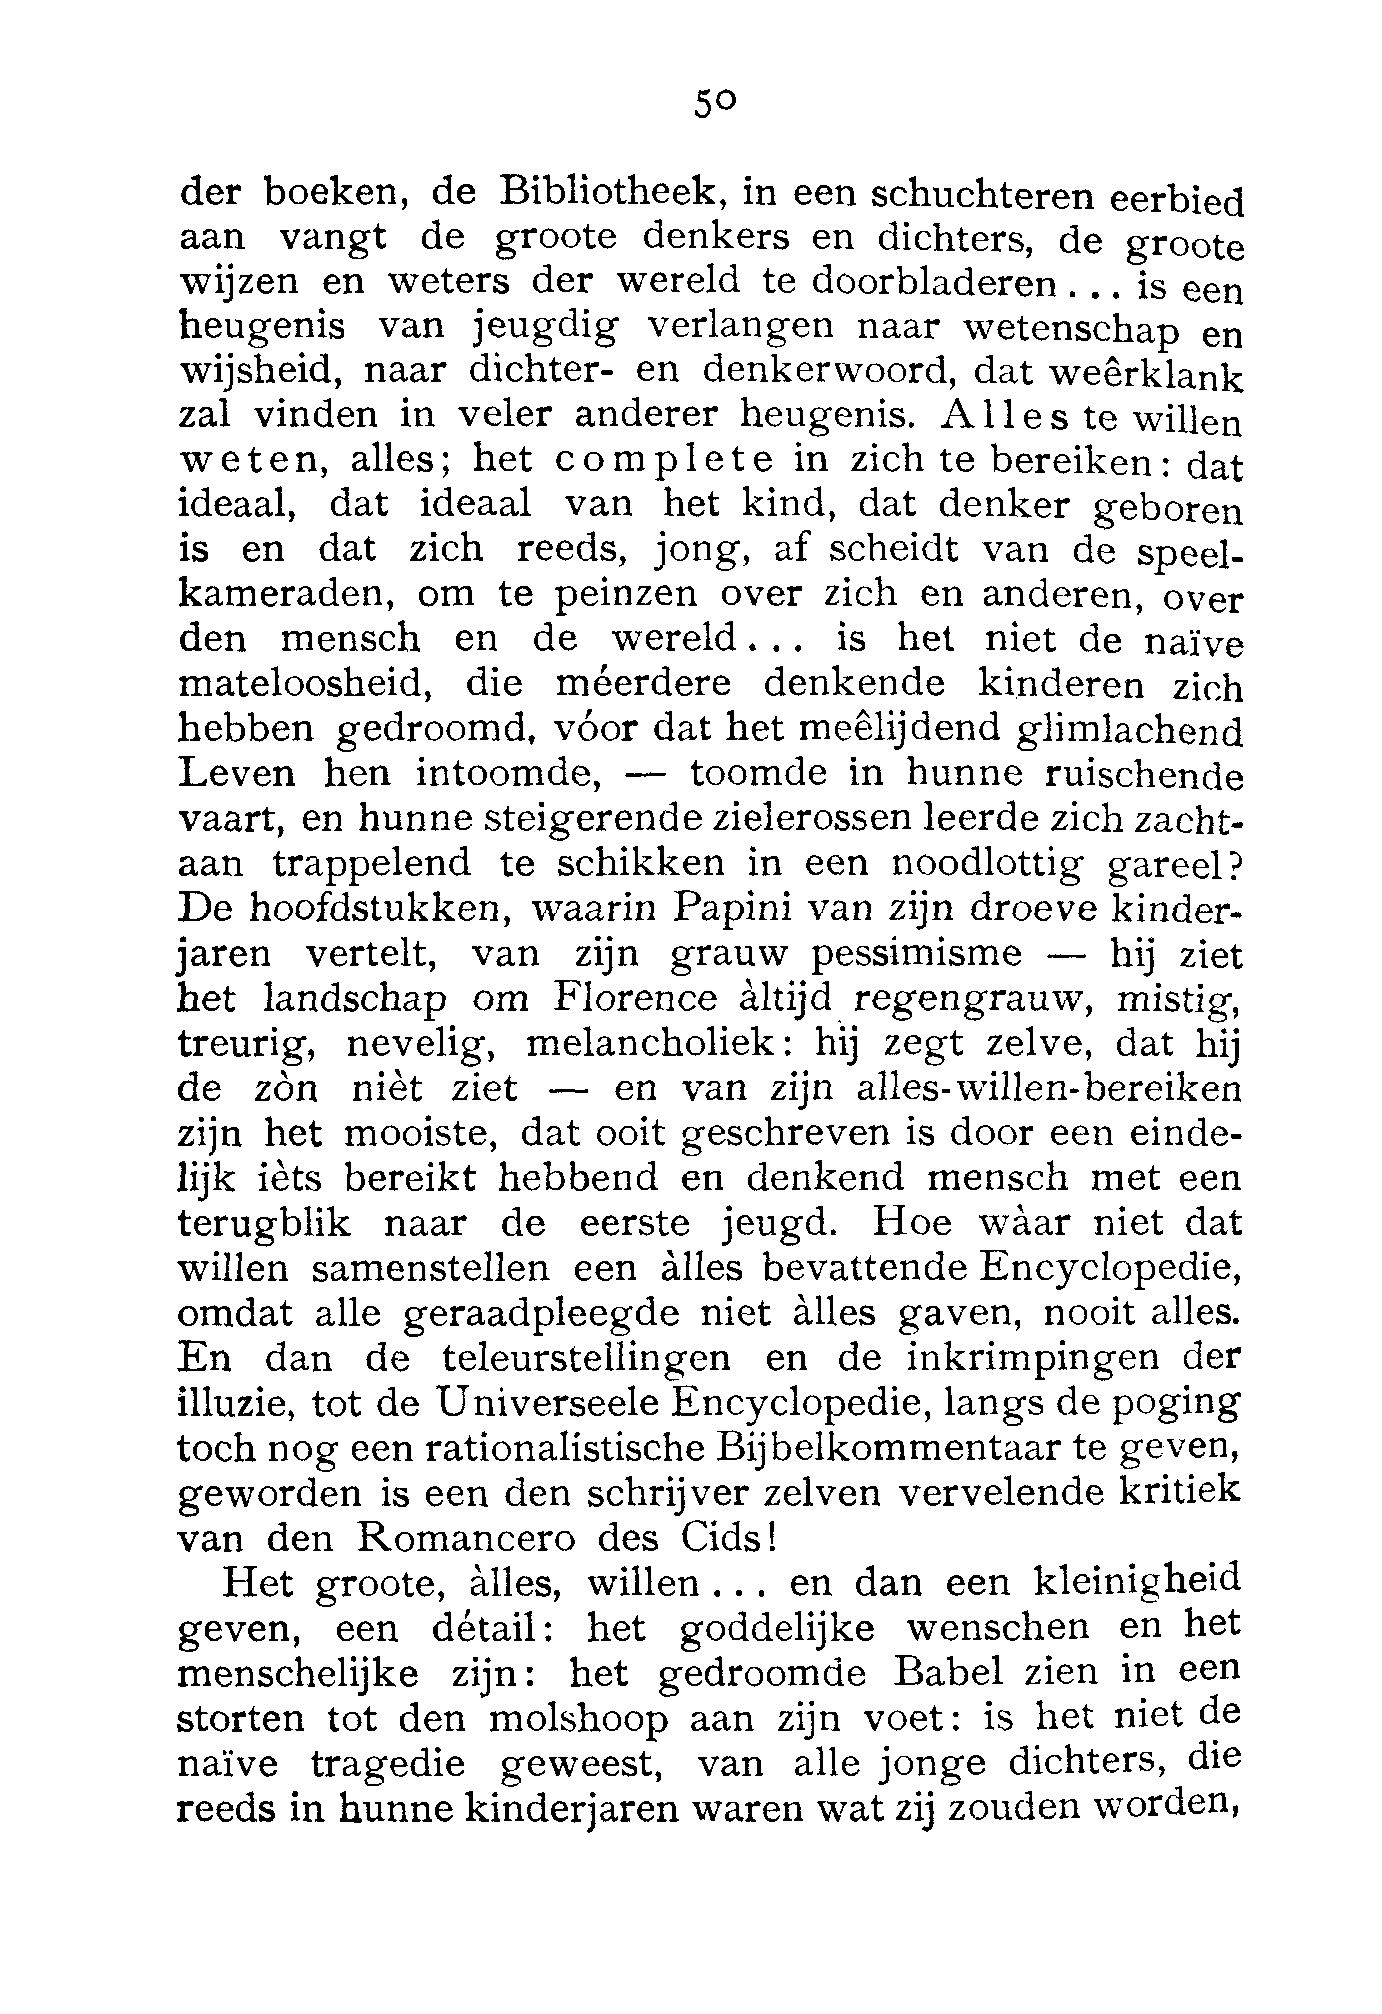 50
der boeken, de Bibliotheek, in een schuchteren eerbied
aan vangt de groote denkers en dichters, de groote
wijzen en weters der wereld te doorbladeren... is een
heugenis van jeugdig verlangen naar wetenschap en
wijsheid, naar dichter- en denkerwoord, dat weêrklank
zal vinden in veler anderer heugenis. Alles te willen
weten, alles; het complete in zich te bereiken: dat
ideaal, dat ideaal van het kind, dat denker geboren
is en dat zich reeds, jong, af scheidt van de speel-
kameraden, om te peinzen over zich en anderen, over
den mensch en de wereld... is het niet de naïve
mateloosheid, die méerdere denkende kinderen zich
hebben gedroomd, vóor dat het meêlijdend glimlachend
Leven hen intoomde, — toomde in hunne ruischende
vaart, en hunne steigerende zielerossen leerde zich zacht-
aan trappelend te schikken in een noodlottig gareel?
De hoofdstukken, waarin Papini van zijn droeve kinder-
jaren vertelt, van zijn grauw pessimisme — hij ziet
het landschap om Florence àltijd regengrauw, mistig,
treurig, nevelig, melancholiek: hij zegt zelve, dat hij
de zòn nièt ziet — en van zijn alles-willen-bereiken
zijn het mooiste, dat ooit geschreven is door een einde-
lijk ièts bereikt hebbend en denkend mensch met een
terugblik naar de eerste jeugd. Hoe wàar niet dat
willen samenstellen een àlles bevattende Encyclopedie,
omdat alle geraadpleegde niet àlles gaven, nooit alles.
En dan de teleurstellingen en de inkrimpingen der
illuzie, tot de Universeele Encyclopedie, langs de poging
toch nog een rationalistische Bijbelkommentaar te geven,
geworden is een den schrijver zelven vervelende kritiek
van den Romancero des Cids!
Het groote, àlles, willen... en dan een kleinigheid
geven, een détail: het goddelijke wenschen en het
menschelijke zijn: het gedroomde Babel zien in een
storten tot den molshoop aan zijn voet: is het niet de
naïve tragedie geweest, van alle jonge dichters, die
reeds in hunne kinderjaren waren wat zij zouden worden,